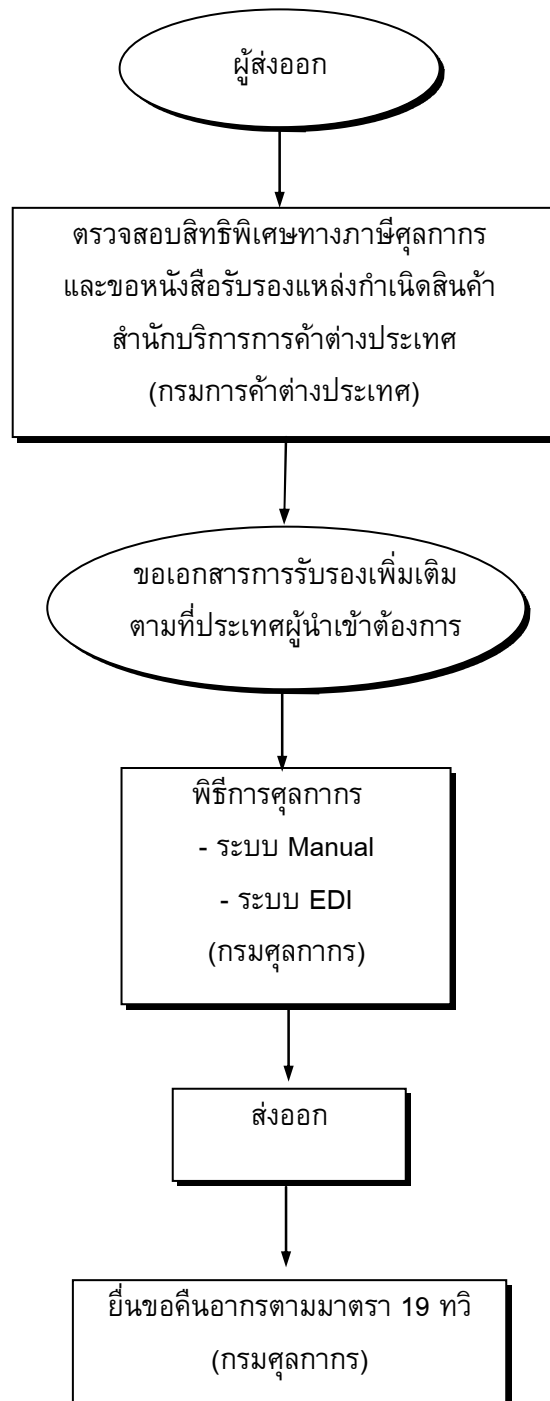 ผู้ส่งออก
ตรวจสอบสิทธิพิเศษทางภาษีศุลกากร
และขอหนังสือรับรองแหล่งกำเนิดสินค้า
สำนักบริการการค้าต่างประเทศ
(กรมการค้าต่างประเทศ)
ขอเอกสารการรับรองเพิ่มเติม
ตามที่ประเทศผู้นำเข้าต้องการ
พิธีการศุลกากร
- ระบบ Manual
- ระบบ EDI
(กรมศุลกากร)
ส่งออก
ยื่นขอคืนอากรตามมาตรา 19 ทวิ
(กรมศุลกากร)